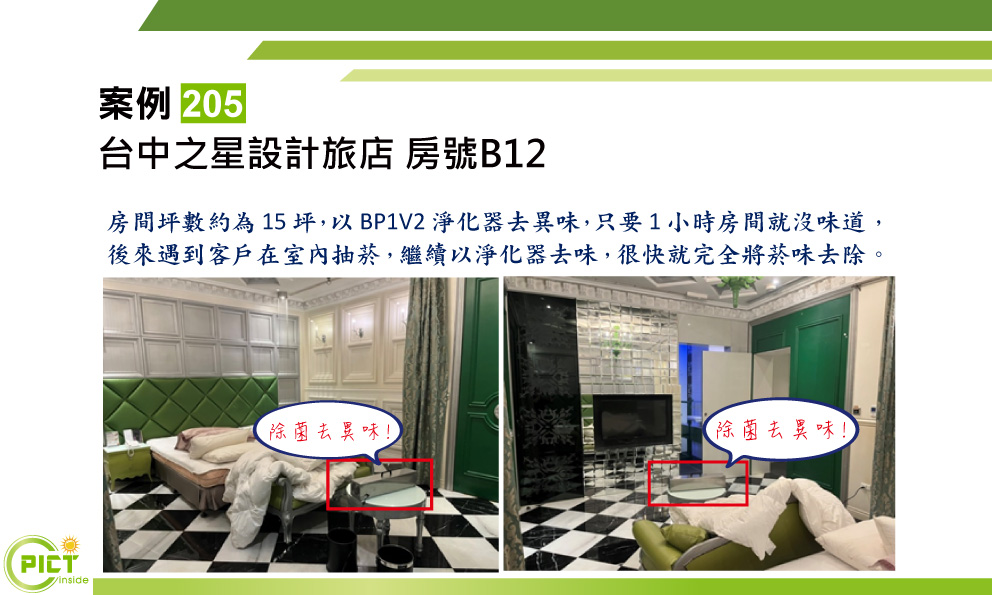 案例 205
台中之星設計旅店 房號B12
房間坪數約為 15 坪，以 BP1V2 淨化器去異味，只要 1 小時房間就沒味道，
後來遇到客戶在室內抽菸，繼續以淨化器去味，很快就完全將菸味去除。
除菌去異味!
除菌去異味!
PICT
inside